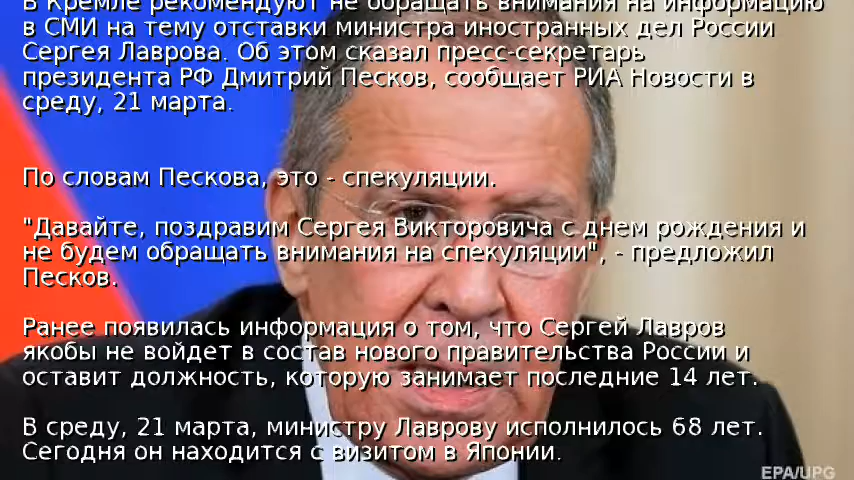 В Кремле рекомендуют не обращать внимания на информацию
в СМИ на тему отставки министра иностранных дел России
Сергея Лаврова. Об этом сказал пресс-секретарь
президента РФ Дмитрий Песков, сообщает РИА Новости в
среду, 21 марта.
По словам Пескова, это - спекуляции.
"Давайте, поздравим Сергея Викторовича с днем рождения и
не будем обращать внимания на спекуляции", - предложил
Песков.
Ранее появилась информация о том, что Сергей Лавров
якобы не войдет в состав нового правительства России и
оставит должность, которую занимает последние 14 лет.
В среду, 21 марта, министру Лаврову исполнилось 68 лет.
Сегодня он находится с визитом в Японии.
EPA/UPG